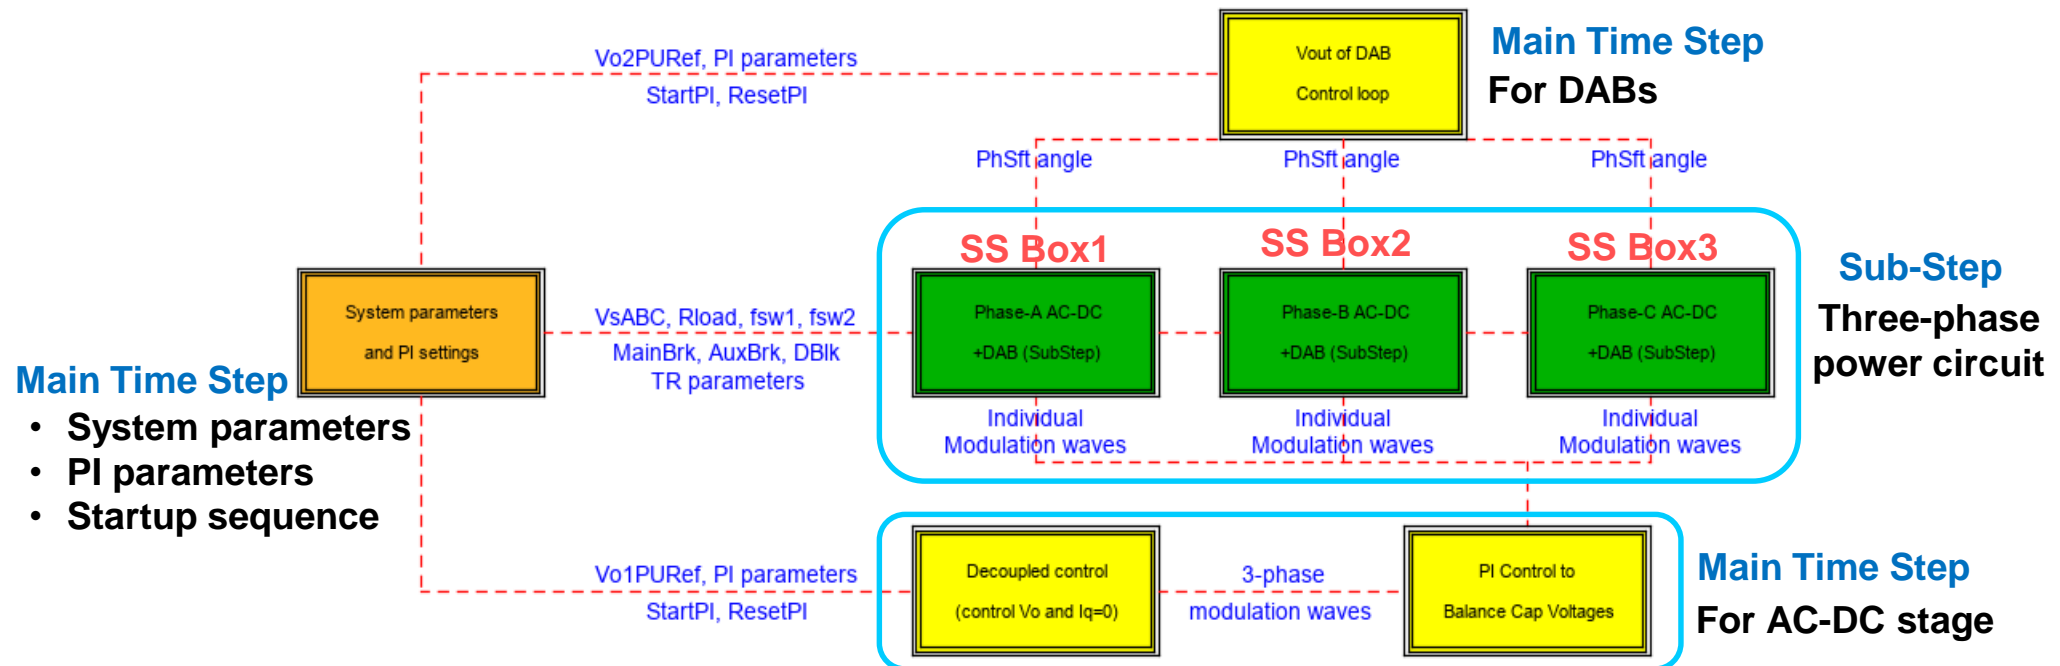 Vo2PURef, PI parameters
StartPI, ResetPI
Vout of DAB
Control loop
Main Time Step
For DABs
PhSft angle
PhSft angle
PhSft angle
SS Box1
SS Box2
SS Box3
System parameters
and PI settings
VsABC, Rload, fsw1, fsw2
MainBrk, AuxBrk, DBlk
TR parameters
Phase-A AC-DC
+DAB (SubStep)
Phase-B AC-DC
+DAB (SubStep)
Phase-C AC-DC
+DAB (SubStep)
Sub-Step
Three-phase
power circuit
Main Time Step
• System parameters
• PI parameters
• Startup sequence
Individual
Modulation waves
Individual
Modulation waves
Individual
Modulation waves
Vo1PURef, PI parameters
StartPI, ResetPI
Decoupled control
(control Vo and Iq=0)
3-phase
modulation waves
PI Control to
Balance Cap Voltages
Main Time Step
For AC-DC stage